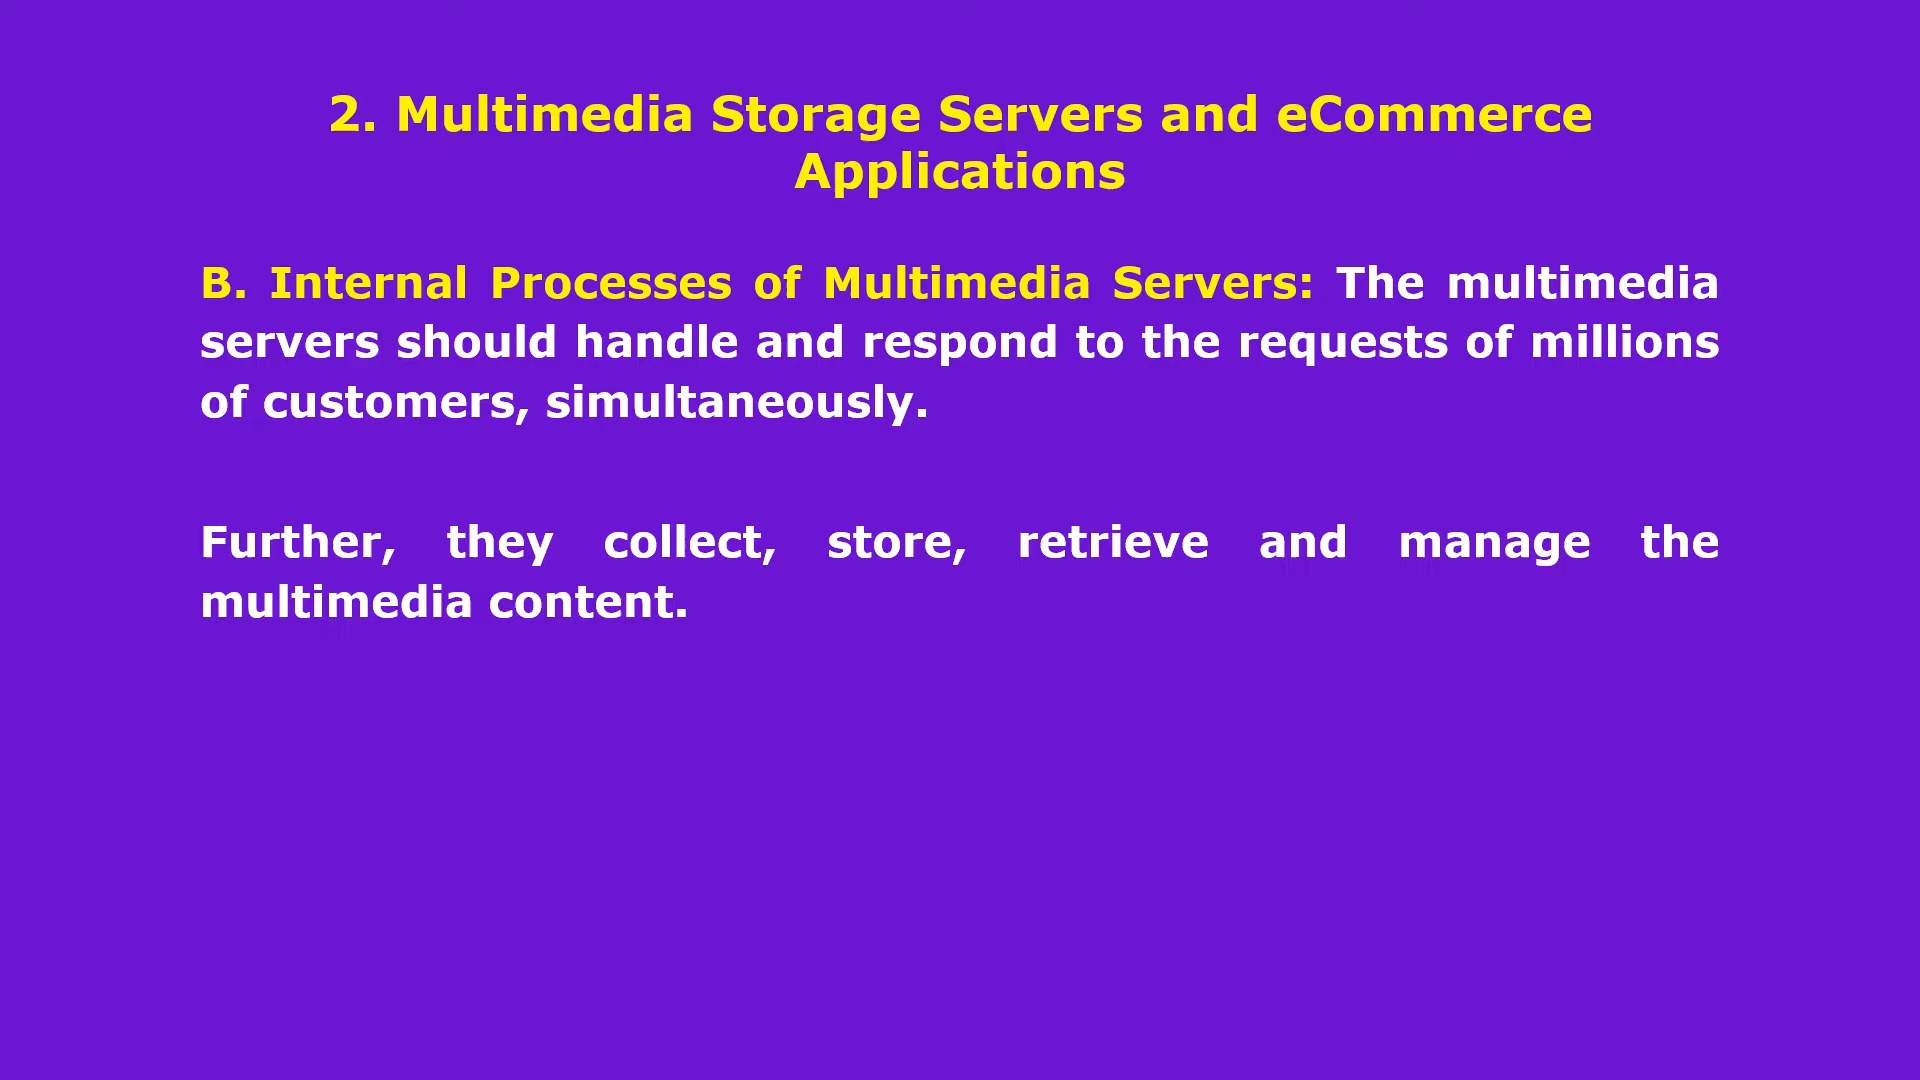 2. Multimedia Storage Servers and eCommerce
Applications
B. Internal Processes of Multimedia Servers: The multimedia
servers should handle and respond to the requests of millions
of customers, simultaneously.
Further, they collect, store, retrieve and manage the
multimedia content.